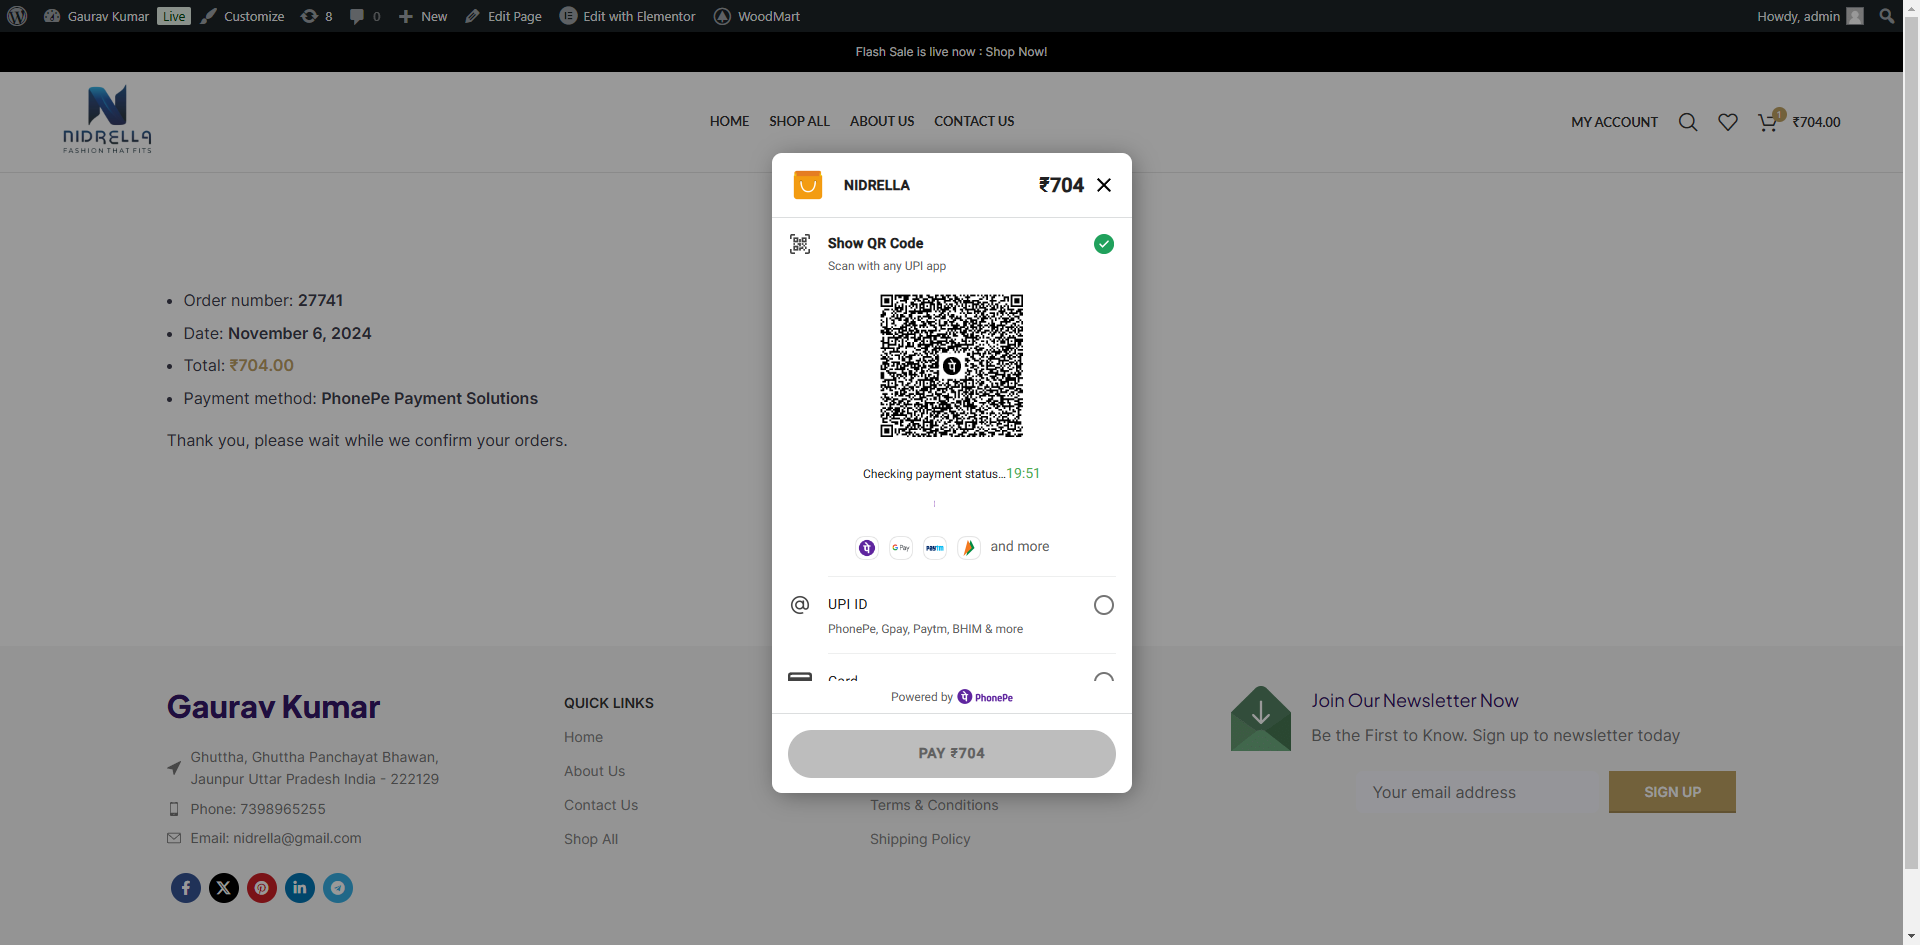 Gaurav Kumar Live Customize 8 0 New Edit Page Edit with Elementor WoodMart Howdy, admin
Flash Sale is live now : Shop Now!
NIDRELLA
FASHION THAT FITS
HOME SHOP ALL ABOUT US CONTACT US
MY ACCOUNT 1 ₹704.00
NIDRELLA ₹704
Show QR Code
Scan with any UPI app
Checking payment status...19:51
पे G Pay Paytm and more
UPI ID
PhonePe, Gpay, Paytm, BHIM & more
Card
Powered by PhonePe
PAY ₹704
Order number: 27741
Date: November 6, 2024
Total: ₹704.00
Payment method: PhonePe Payment Solutions
Thank you, please wait while we confirm your orders.
Gaurav Kumar
Ghuttha, Ghuttha Panchayat Bhawan,
Jaunpur Uttar Pradesh India - 222129
Phone: 7398965255
Email: nidrella@gmail.com
QUICK LINKS
Home
About Us
Contact Us
Shop All
Terms & Conditions
Shipping Policy
Join Our Newsletter Now
Be the First to Know. Sign up to newsletter today
Your email address
SIGN UP